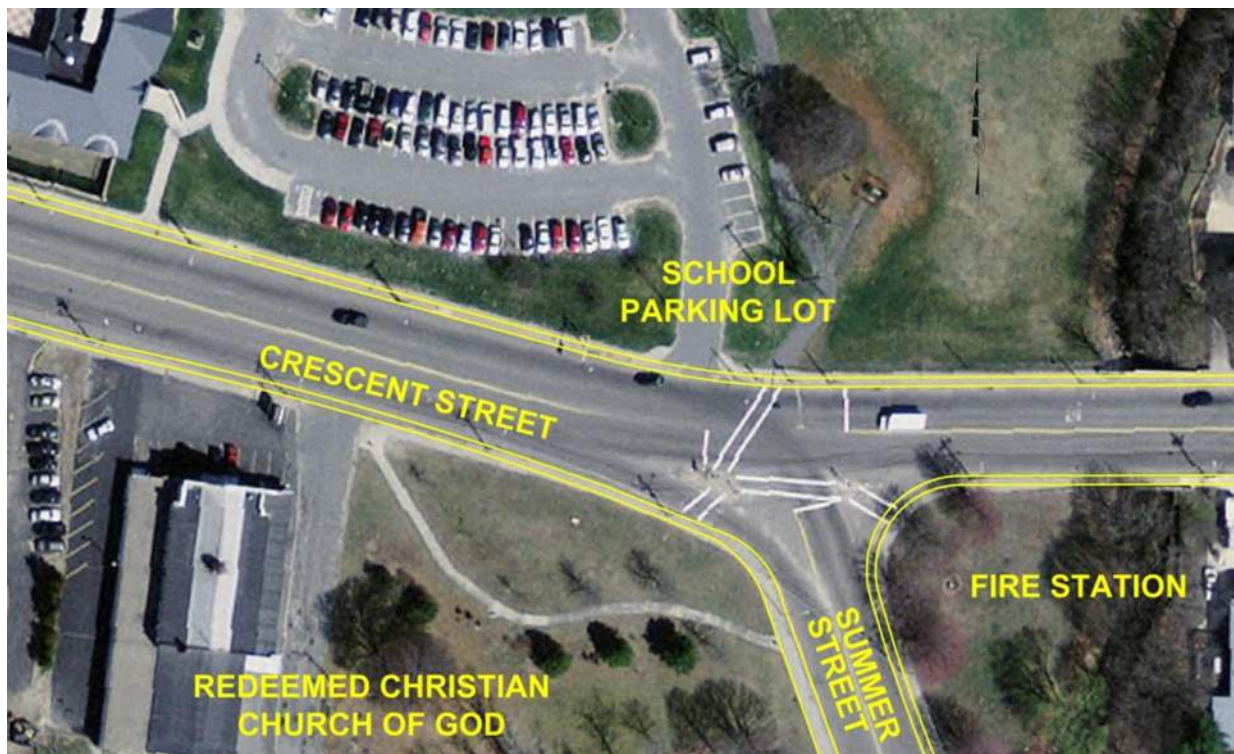 SCHOOL
PARKING LOT
CRESCENT STREET
FIRE STATION
SUMMER
STREET
REDEEMED CHRISTIAN
CHURCH OF GOD